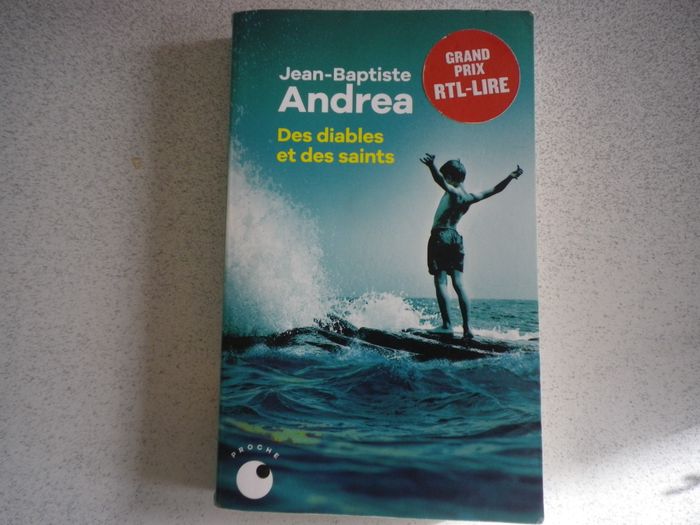 Jean-Baptiste
Andrea
Des diables
et des saints
GRAND
PRIX
RTL-LIRE
PROCHE